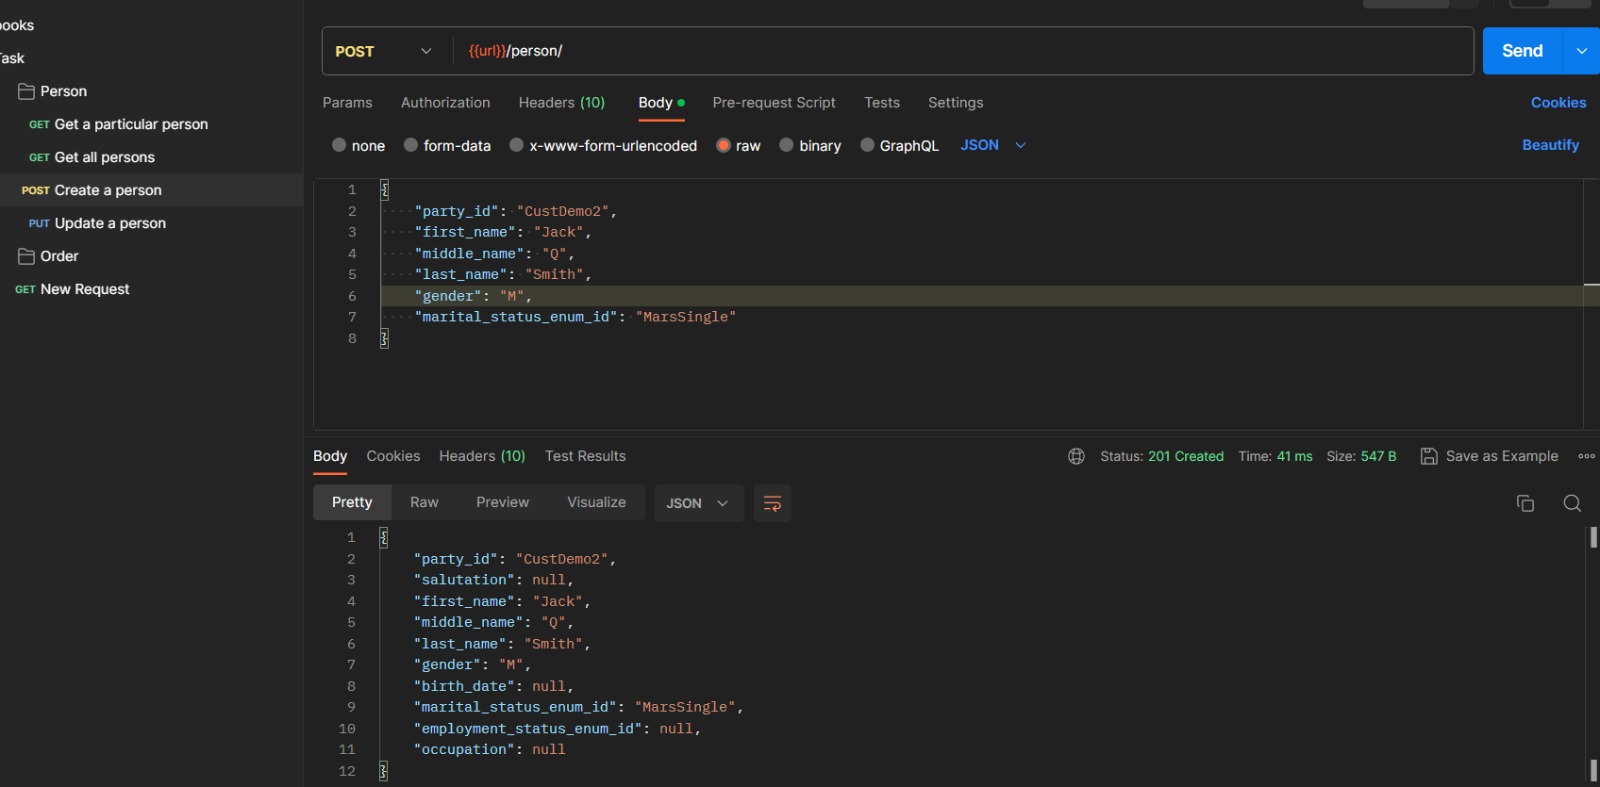 ooks
Task
Person
GET Get a particular person
GET Get all persons
POST Create a person
PUT Update a person
Order
GET New Request
POST {{url}}/person/ Send
Params Authorization Headers (10) Body Pre-request Script Tests Settings Cookies
none form-data x-www-form-urlencoded raw binary GraphQL JSON Beautify
1 {
2 "party_id": "CustDemo2",
3 "first_name": "Jack",
4 "middle_name": "Q",
5 "last_name": "Smith",
6 "gender": "M",
7 "marital_status_enum_id": "MarsSingle"
8 }
Body Cookies Headers (10) Test Results Status: 201 Created Time: 41 ms Size: 547 B Save as Example
Pretty Raw Preview Visualize JSON
1 {
2 "party_id": "CustDemo2",
3 "salutation": null,
4 "first_name": "Jack",
5 "middle_name": "Q",
6 "last_name": "Smith",
7 "gender": "M",
8 "birth_date": null,
9 "marital_status_enum_id": "MarsSingle",
10 "employment_status_enum_id": null,
11 "occupation": null
12 }